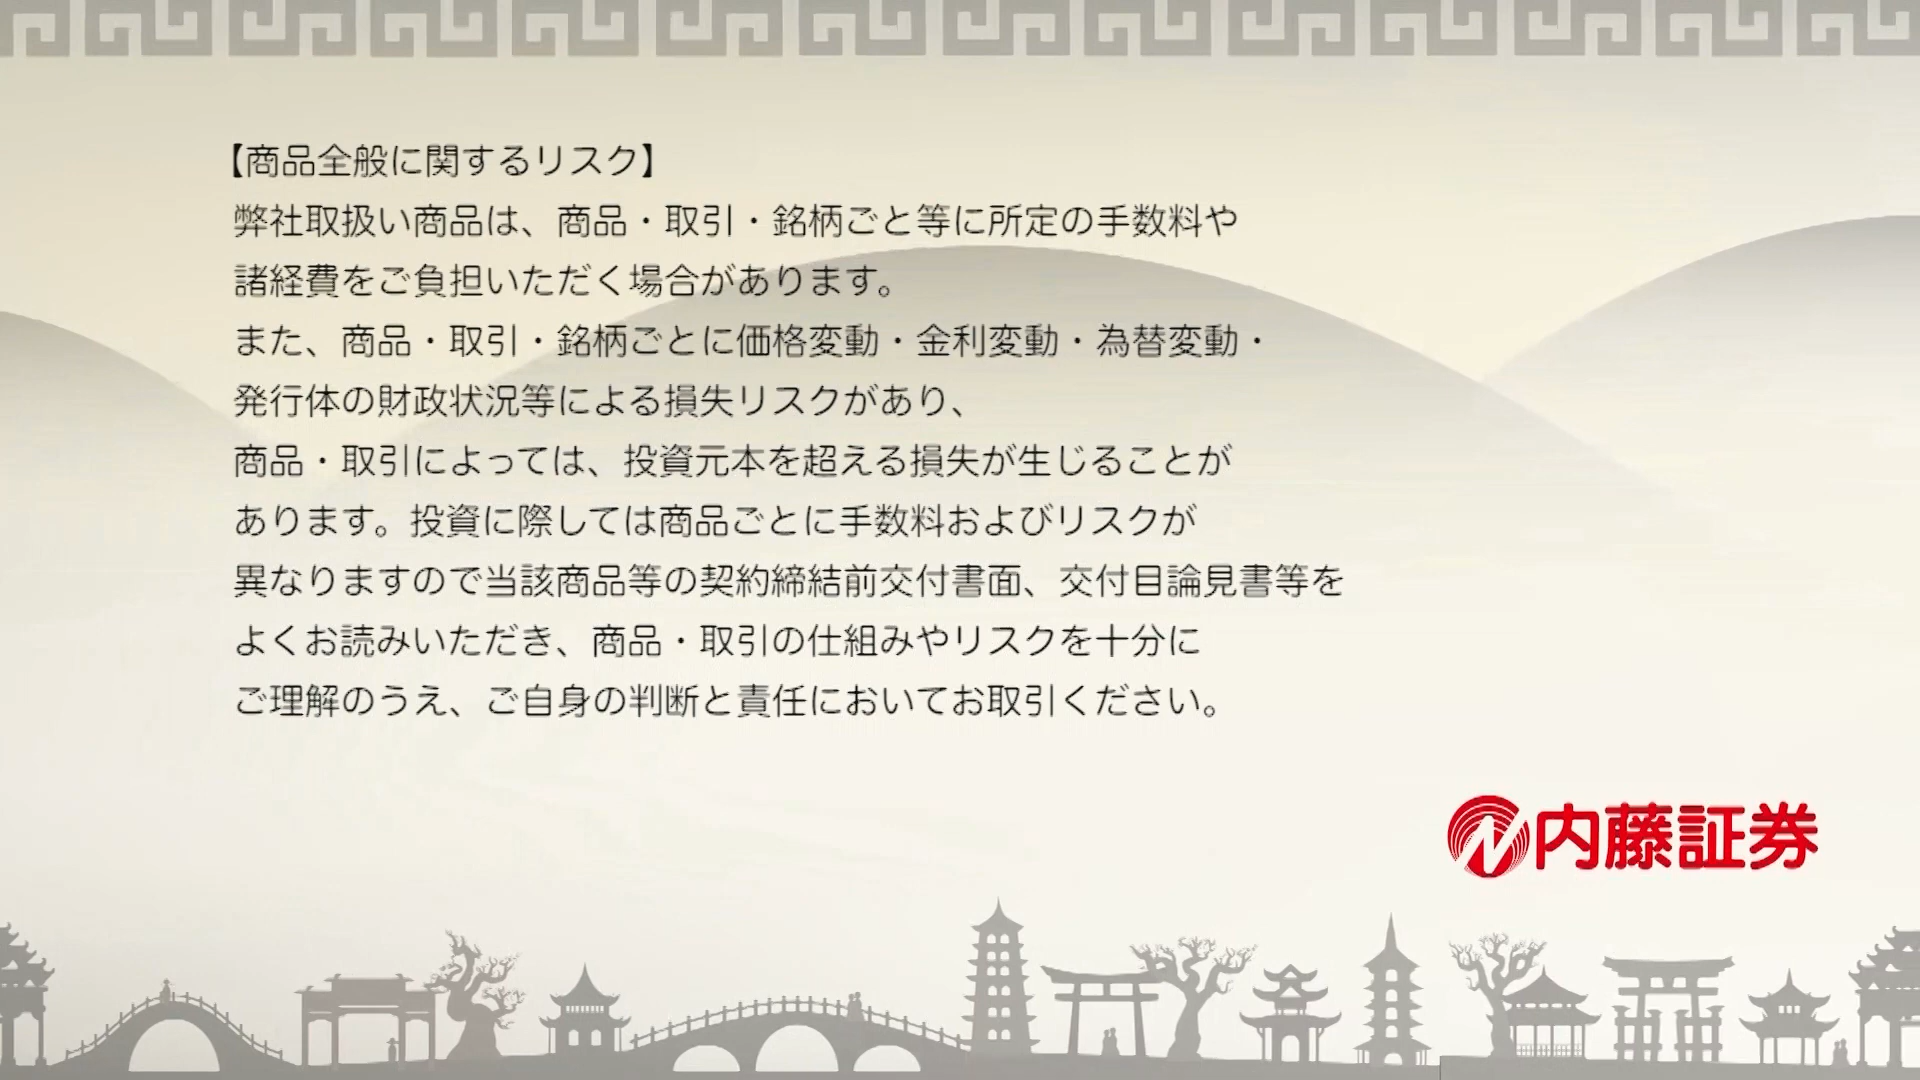 【商品全般に関するリスク】
弊社取扱い商品は、商品・取引・銘柄ごと等に所定の手数料や
諸経費をご負担いただく場合があります。
また、商品・取引・銘柄ごとに価格変動・金利変動・為替変動・
発行体の財政状況等による損失リスクがあり、
商品・取引によっては、投資元本を超える損失が生じることが
あります。投資に際しては商品ごとに手数料およびリスクが
異なりますので当該商品等の契約締結前交付書面、交付目論見書等を
よくお読みいただき、商品・取引の仕組みやリスクを十分に
ご理解のうえ、ご自身の判断と責任においてお取引ください。
内藤証券